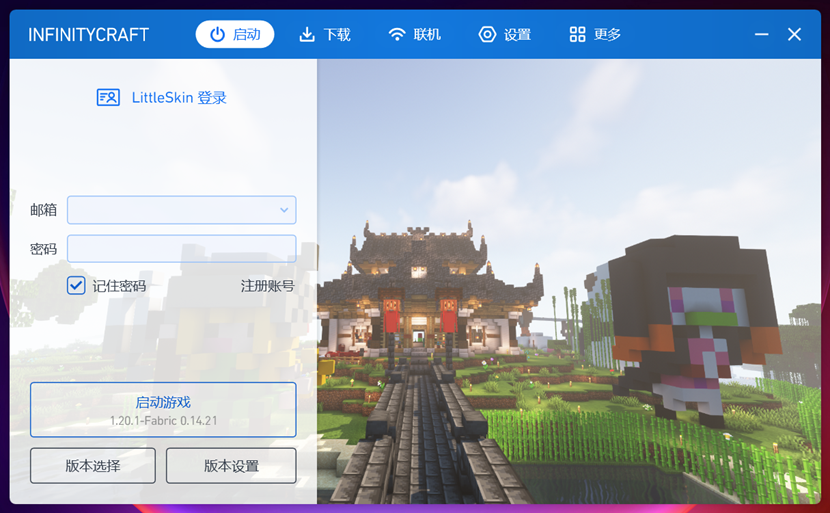 INFINITYCRAFT
启动
下载
联机
设置
更多
LittleSkin 登录
邮箱
密码
记住密码
注册账号
启动游戏
1.20.1-Fabric 0.14.21
版本选择
版本设置